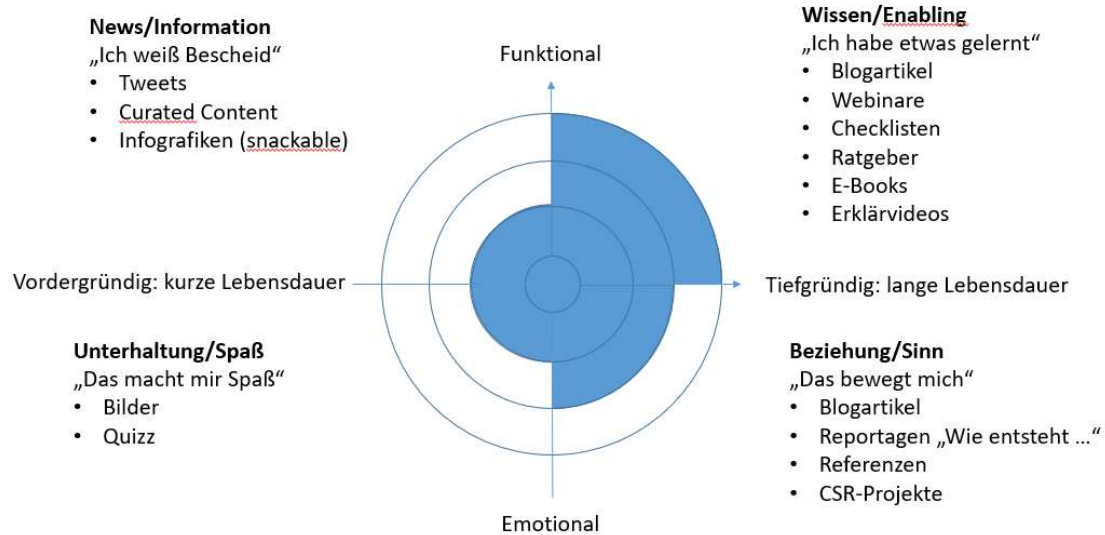 News/Information
„Ich weiß Bescheid“
• Tweets
• Curated Content
• Infografiken (snackable)
Funktional
Wissen/Enabling
„Ich habe etwas gelernt“
• Blogartikel
• Webinare
• Checklisten
• Ratgeber
• E-Books
• Erklärvideos
Vordergründig: kurze Lebensdauer
Tiefgründig: lange Lebensdauer
Unterhaltung/Spaß
„Das macht mir Spaß“
• Bilder
• Quizz
Beziehung/Sinn
„Das bewegt mich“
• Blogartikel
• Reportagen „Wie entsteht ...“
• Referenzen
• CSR-Projekte
Emotional